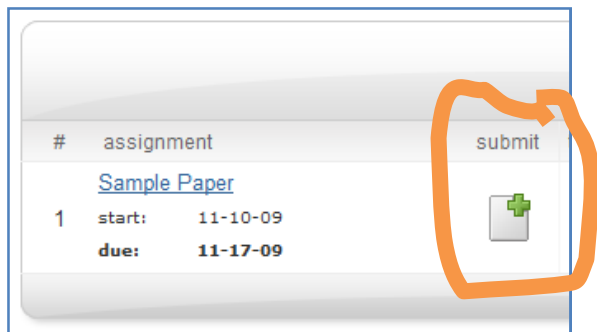 # assignment submit
Sample Paper
1 start: 11-10-09
due: 11-17-09